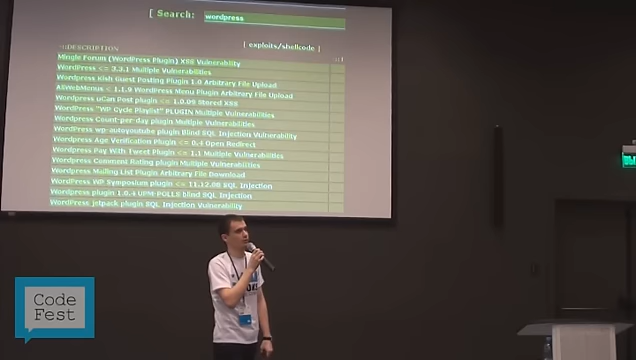 [ Search: wordpress
DESCRIPTION
[ exploits/shellcode ]
Mingle Forum (WordPress Plugin) XSS Vulnerability
WordPress <= 3.3.1 Multiple Vulnerabilities
Wordpress Kish Guest Posting Plugin 1.0 Arbitrary File Upload
AllWebMenus < 1.1.9 WordPress Menu Plugin Arbitrary File Upload
Wordpress uCan Post plugin <= 1.0.09 Stored XSS
WordPress "WP Cycle Playlist" PLUGIN Multiple Vulnerabilities
Wordpress Count-per-day plugin Multiple Vulnerabilities
WordPress wp-autoyoutube plugin Blind SQL Injection Vulnerability
Wordpress Age Verification Plugin <= 0.4 Open Redirect
Wordpress Pay With Tweet Plugin <= 1.1 Multiple Vulnerabilities
Wordpress Comment Rating plugin Multiple Vulnerabilities
Wordpress Mailing List Plugin Arbitrary File Download
WordPress WP Symposium plugin <= 11.12.08 SQL Injection
Wordpress plugin 1.0.4 UPM-POLLS blind SQL Injection
WordPress jetpack plugin SQL Injection Vulnerability
Code
Fest